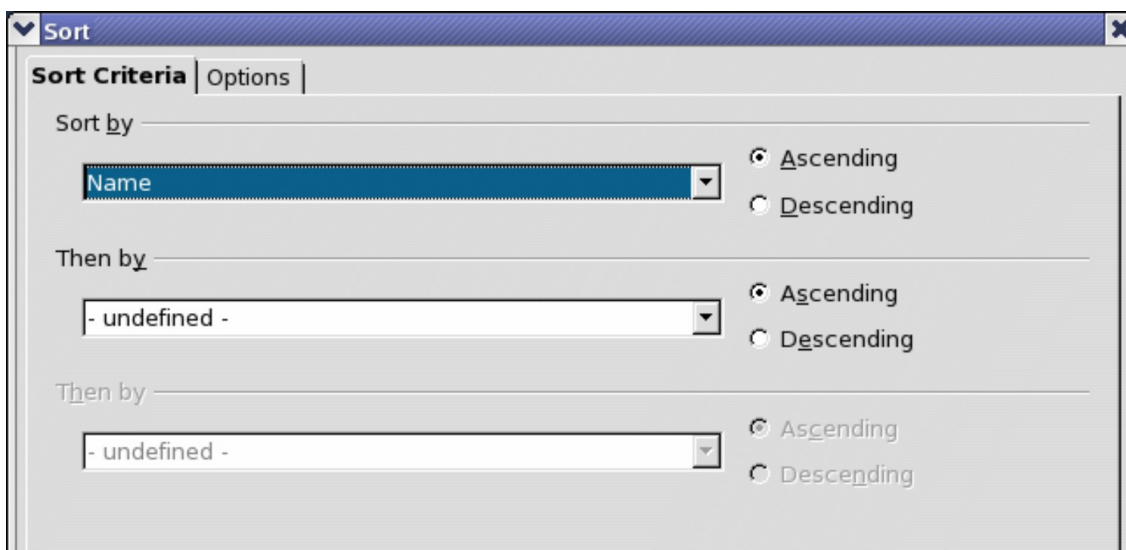 Sort
Sort Criteria Options
Sort by
Name
Ascending
Descending
Then by
- undefined -
Ascending
Descending
Then by
- undefined -
Ascending
Descending